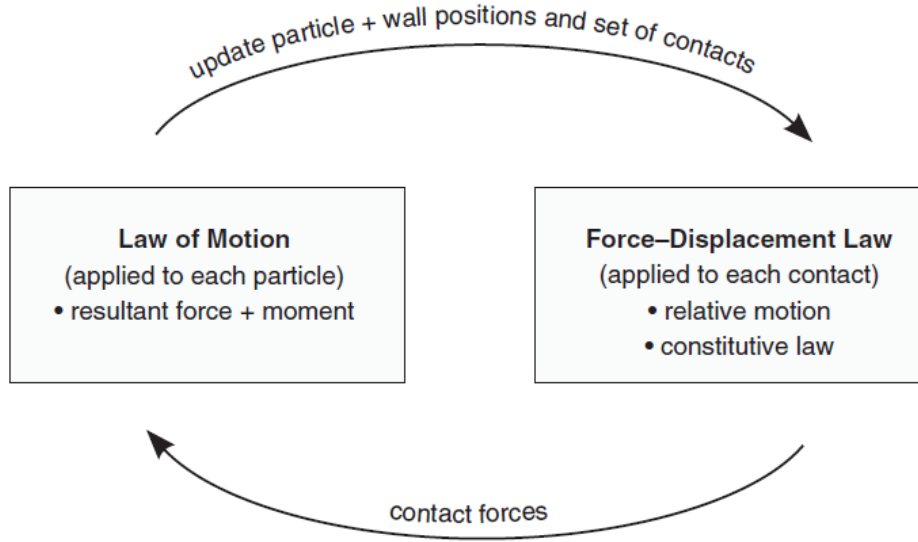 update particle + wall positions and set of contacts
Law of Motion
(applied to each particle)
• resultant force + moment
Force–Displacement Law
(applied to each contact)
• relative motion
• constitutive law
contact forces